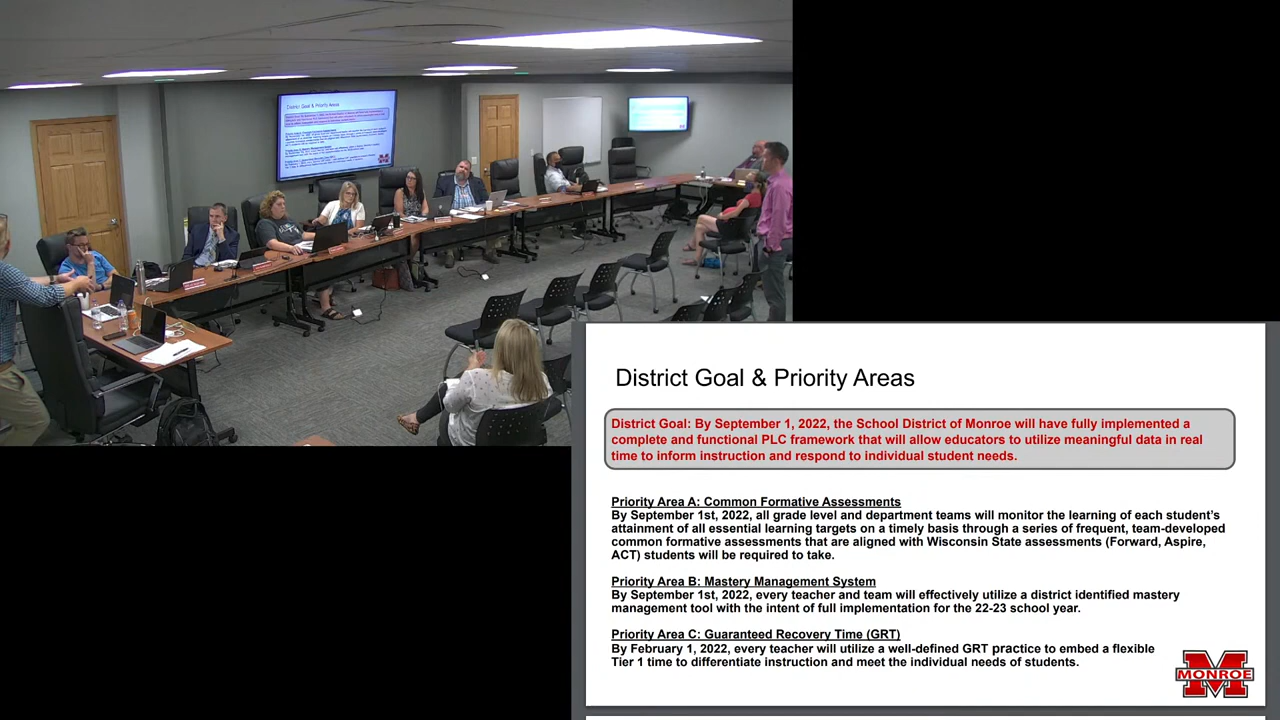 District Goal & Priority Areas
District Goal & Priority Areas
District Goal: By September 1, 2022, the School District of Monroe will have fully implemented a
complete and functional PLC framework that will allow educators to utilize meaningful data in real
time to inform instruction and respond to individual student needs.
Priority Area A: Common Formative Assessments
By September 1st, 2022, all grade level and department teams will monitor the learning of each student's
attainment of all essential learning targets on a timely basis through a series of frequent, team-developed
common formative assessments that are aligned with Wisconsin State assessments (Forward, Aspire,
ACT) students will be required to take.
Priority Area B: Mastery Management System
By September 1st, 2022, every teacher and team will effectively utilize a district identified mastery
management tool with the intent of full implementation for the 22-23 school year.
Priority Area C: Guaranteed Recovery Time (GRT)
By February 1, 2022, every teacher will utilize a well-defined GRT practice to embed a flexible
Tier 1 time to differentiate instruction and meet the individual needs of students.
M
MONROE